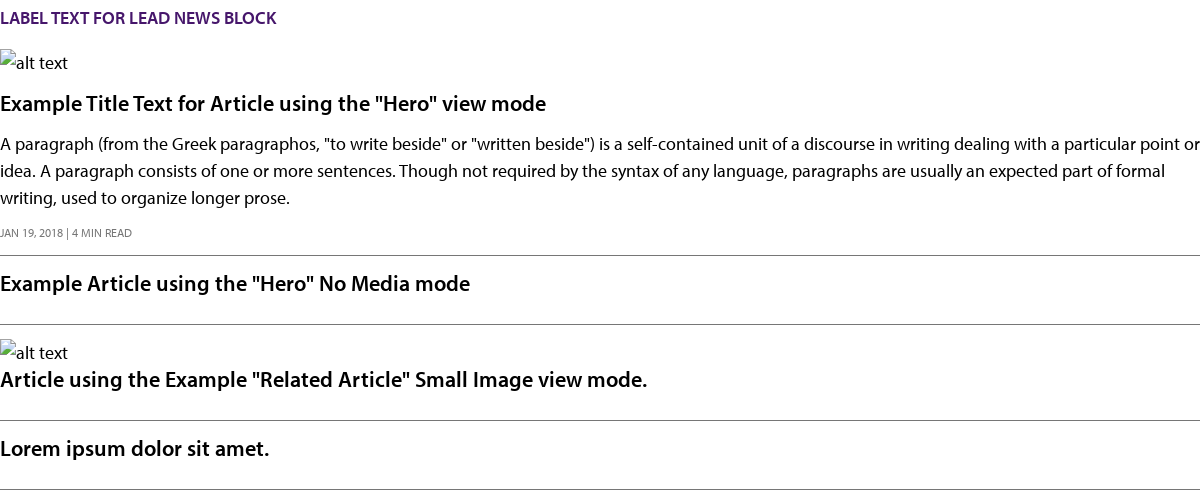 LABEL TEXT FOR LEAD NEWS BLOCK
alt text
Example Title Text for Article using the "Hero" view mode
A paragraph (from the Greek paragraphos, "to write beside" or "written beside") is a self-contained unit of a discourse in writing dealing with a particular point or
idea. A paragraph consists of one or more sentences. Though not required by the syntax of any language, paragraphs are usually an expected part of formal
writing, used to organize longer prose.
JAN 19, 2018 | 4 MIN READ
Example Article using the "Hero" No Media mode
alt text
Article using the Example "Related Article" Small Image view mode.
Lorem ipsum dolor sit amet.